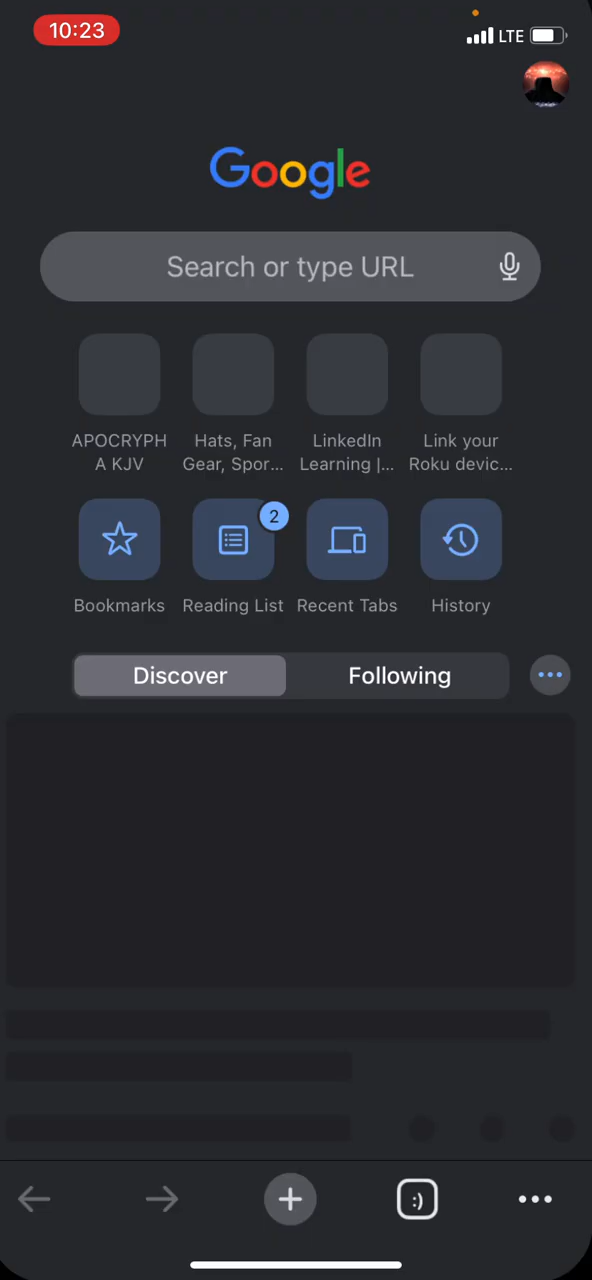 10:23
LTE
Google
Search or type URL
APOCRYPH
A KJV
Hats, Fan
Gear, Spor...
LinkedIn
Learning |...
Link your
Roku devic...
2
Bookmarks
Reading List
Recent Tabs
History
Discover
Following
:)